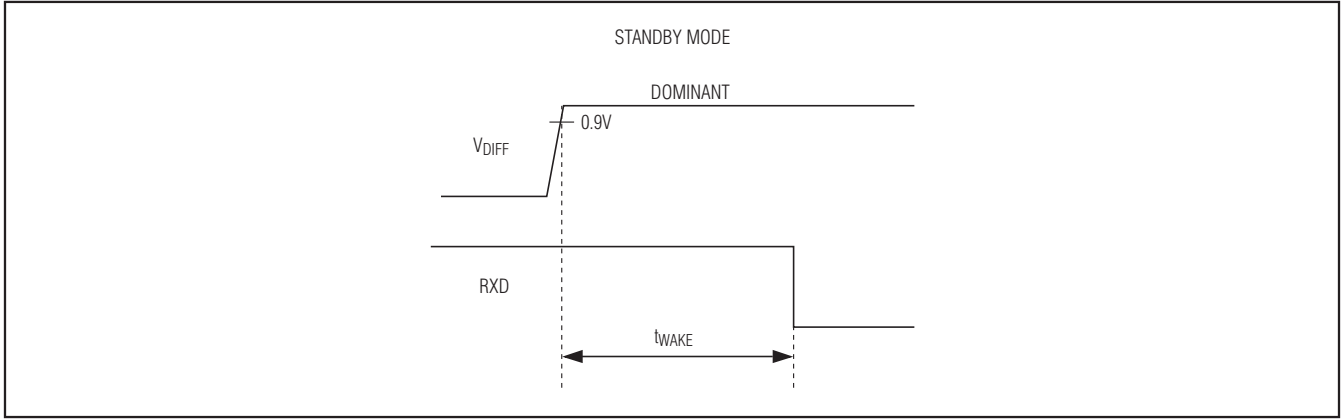 STANDBY MODE
DOMINANT
0.9V
VDIFF
RXD
tWAKE